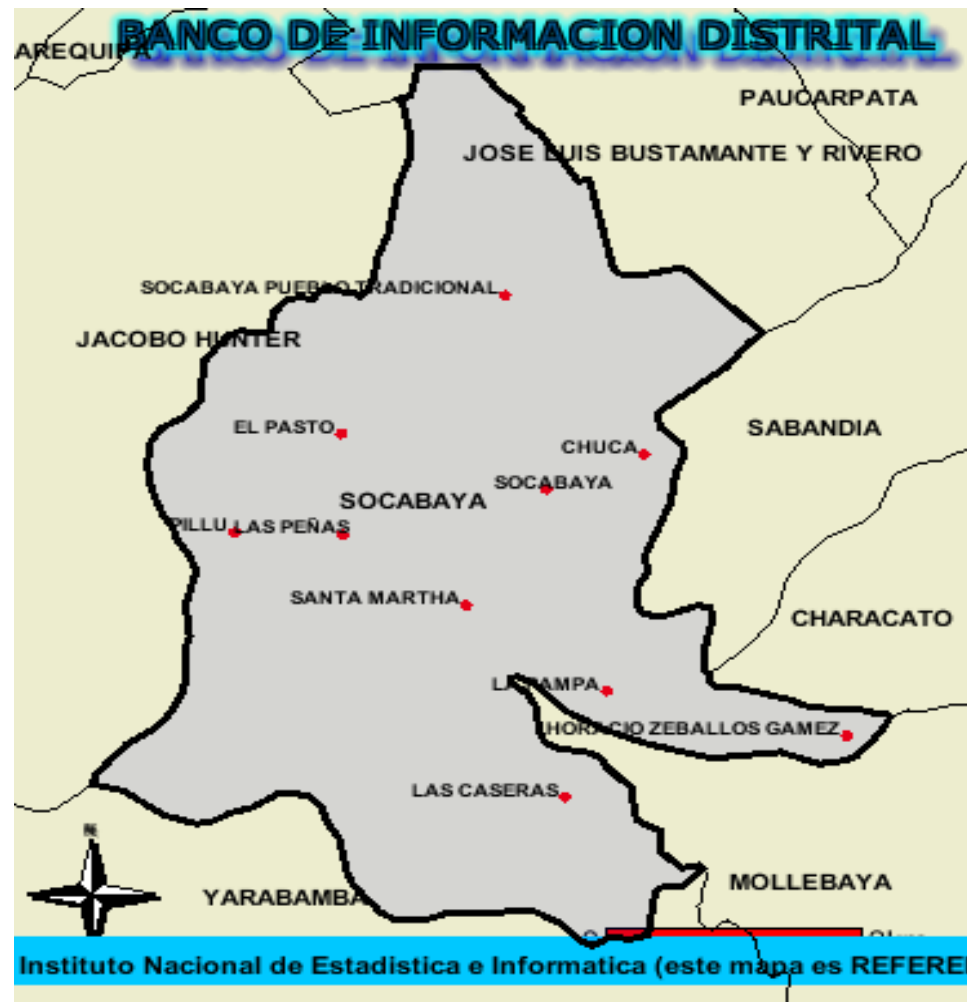 BANCO DE INFORMACION DISTRITAL
AREQUIPA
PAUCARPATA
JOSE LUIS BUSTAMANTE Y RIVERO
SOCABAYA PUEBLO TRADICIONAL
JACOBO HUNTER
EL PASTO
SABANDIA
CHUCA
SOCABAYA
SOCABAYA
PILLU
LAS PEÑAS
SANTA MARTHA
CHARACATO
LA PAMPA
HORACIO ZEBALLOS GAMEZ
LAS CASERAS
N
MOLLEBAYA
YARABAMBA
Instituto Nacional de Estadistica e Informatica (este mapa es